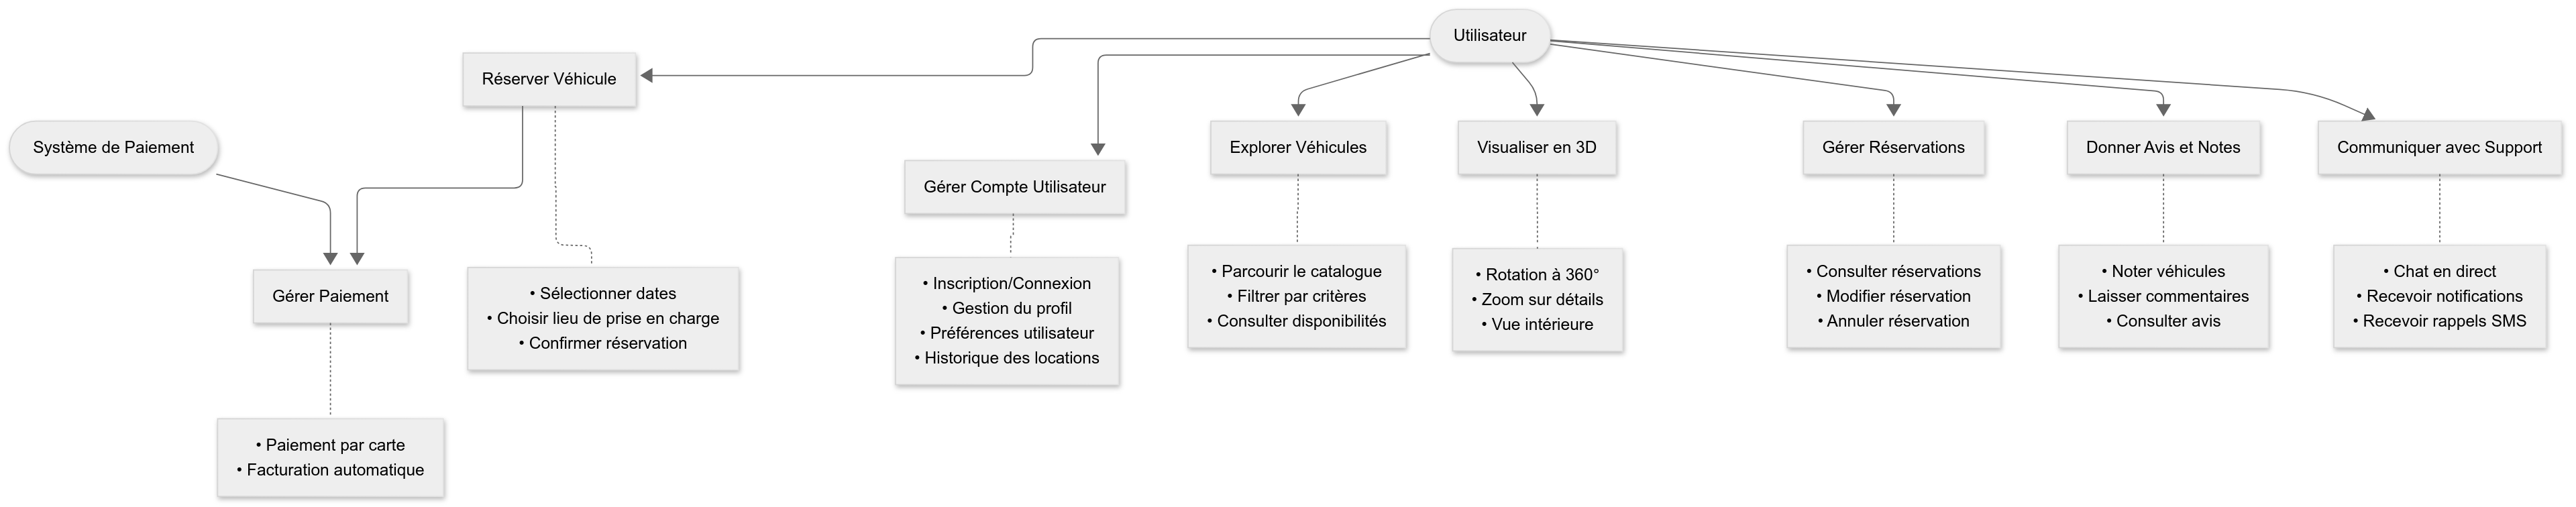 Utilisateur
Réserver Véhicule
Système de Paiement
Gérer Compte Utilisateur
Explorer Véhicules
Visualiser en 3D
Gérer Réservations
Donner Avis et Notes
Communiquer avec Support
Gérer Paiement
• Sélectionner dates
• Choisir lieu de prise en charge
• Confirmer réservation
• Inscription/Connexion
• Gestion du profil
• Préférences utilisateur
• Historique des locations
• Parcourir le catalogue
• Filtrer par critères
• Consulter disponibilités
• Rotation à 360°
• Zoom sur détails
• Vue intérieure
• Consulter réservations
• Modifier réservation
• Annuler réservation
• Noter véhicules
• Laisser commentaires
• Consulter avis
• Chat en direct
• Recevoir notifications
• Recevoir rappels SMS
• Paiement par carte
• Facturation automatique